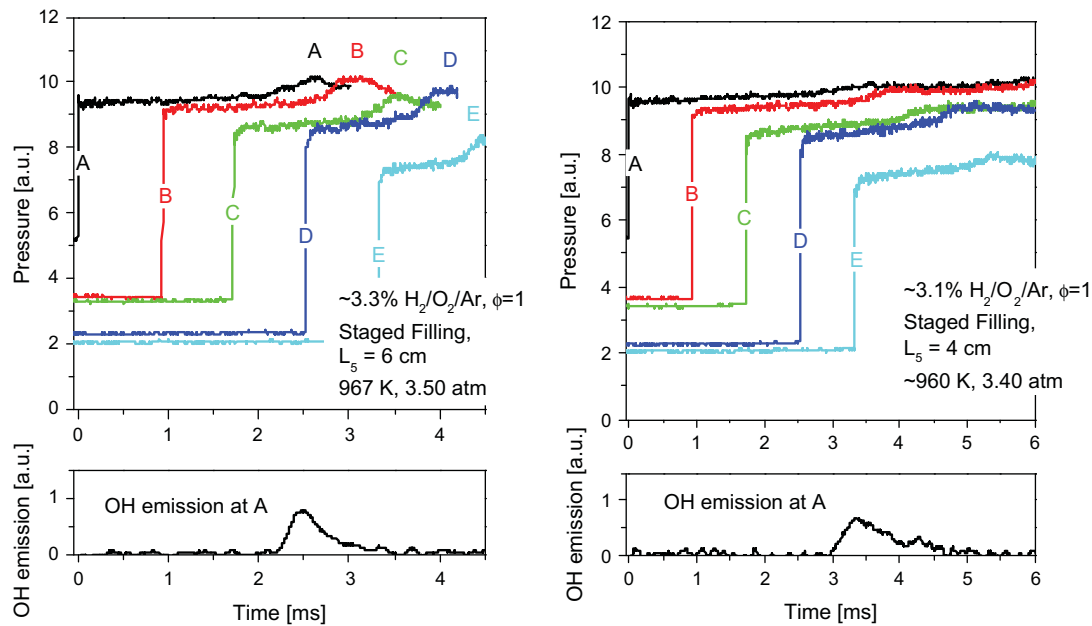 Pressure [a.u.]
12
10
8
6
4
2
0
A
B
C
D
E
A
B
C
D
E
~3.3% H2/O2/Ar, ϕ=1
Staged Filling,
L5 = 6 cm
967 K, 3.50 atm
0 1 2 3 4
OH emission [a.u.]
1
0
OH emission at A
0 1 2 3 4
Time [ms]
Pressure [a.u.]
12
10
8
6
4
2
0
A
B
C
D
E
~3.1% H2/O2/Ar, ϕ=1
Staged Filling,
L5 = 4 cm
~960 K, 3.40 atm
0 1 2 3 4 5 6
OH emission [a.u.]
1
0
OH emission at A
0 1 2 3 4 5 6
Time [ms]